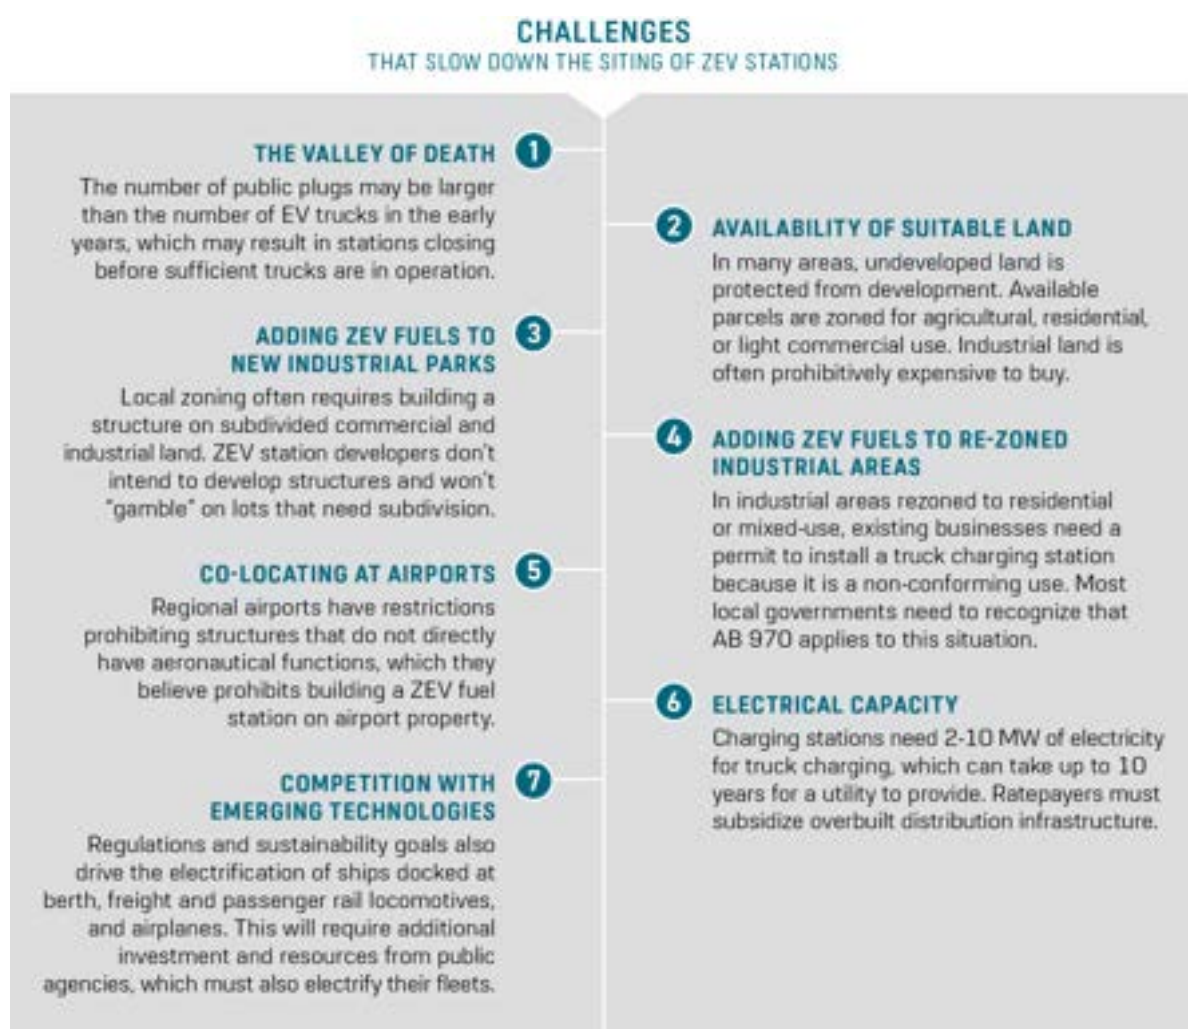 CHALLENGES
THAT SLOW DOWN THE SITING OF ZEV STATIONS
1
THE VALLEY OF DEATH
The number of public plugs may be larger
than the number of EV trucks in the early
years, which may result in stations closing
before sufficient trucks are in operation.
2
AVAILABILITY OF SUITABLE LAND
In many areas, undeveloped land is
protected from development. Available
parcels are zoned for agricultural, residential,
or light commercial use. Industrial land is
often prohibitively expensive to buy.
3
ADDING ZEV FUELS TO
NEW INDUSTRIAL PARKS
Local zoning often requires building a
structure on subdivided commercial and
industrial land. ZEV station developers don't
intend to develop structures and won't
"gamble" on lots that need subdivision.
4
ADDING ZEV FUELS TO RE-ZONED
INDUSTRIAL AREAS
In industrial areas rezoned to residential
or mixed-use, existing businesses need a
permit to install a truck charging station
because it is a non-conforming use. Most
local governments need to recognize that
AB 970 applies to this situation.
5
CO-LOCATING AT AIRPORTS
Regional airports have restrictions
prohibiting structures that do not directly
have aeronautical functions, which they
believe prohibits building a ZEV fuel
station on airport property.
6
ELECTRICAL CAPACITY
Charging stations need 2-10 MW of electricity
for truck charging, which can take up to 10
years for a utility to provide. Ratepayers must
subsidize overbuilt distribution infrastructure.
7
COMPETITION WITH
EMERGING TECHNOLOGIES
Regulations and sustainability goals also
drive the electrification of ships docked at
berth, freight and passenger rail locomotives,
and airplanes. This will require additional
investment and resources from public
agencies, which must also electrify their fleets.